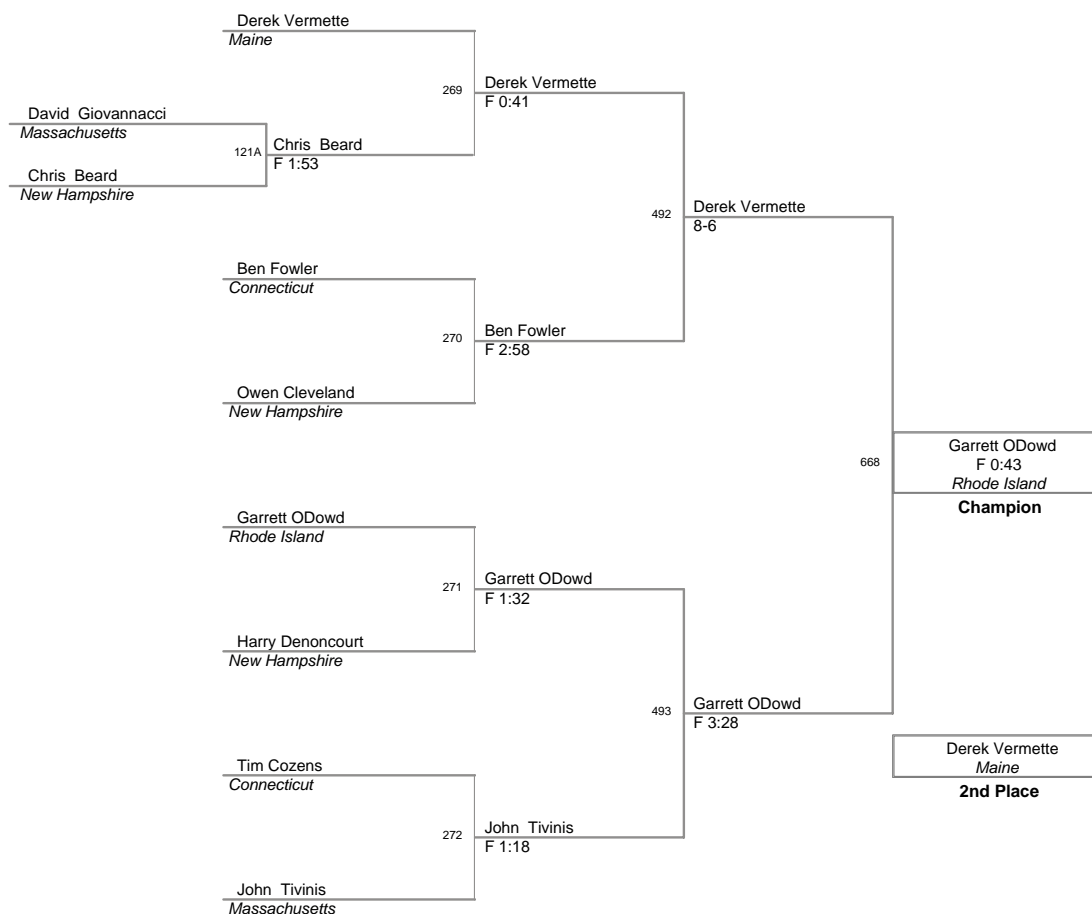 Derek Vermette
Maine
269
Derek Vermette
F 0:41
David Giovannacci
Massachusetts
121A
Chris Beard
F 1:53
Chris Beard
New Hampshire
492
Derek Vermette
8-6
Ben Fowler
Connecticut
270
Ben Fowler
F 2:58
Owen Cleveland
New Hampshire
668
Garrett ODowd
F 0:43
Rhode Island
Champion
Garrett ODowd
Rhode Island
271
Garrett ODowd
F 1:32
Harry Denoncourt
New Hampshire
493
Garrett ODowd
F 3:28
Derek Vermette
Maine
2nd Place
Tim Cozens
Connecticut
272
John Tivinis
F 1:18
John Tivinis
Massachusetts